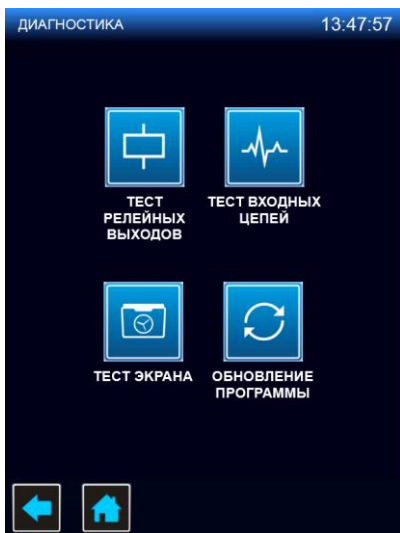 ДИАГНОСТИКА 13:47:57
ТЕСТ
РЕЛЕЙНЫХ
ВЫХОДОВ
ТЕСТ ВХОДНЫХ
ЦЕПЕЙ
ТЕСТ ЭКРАНА
ОБНОВЛЕНИЕ
ПРОГРАММЫ